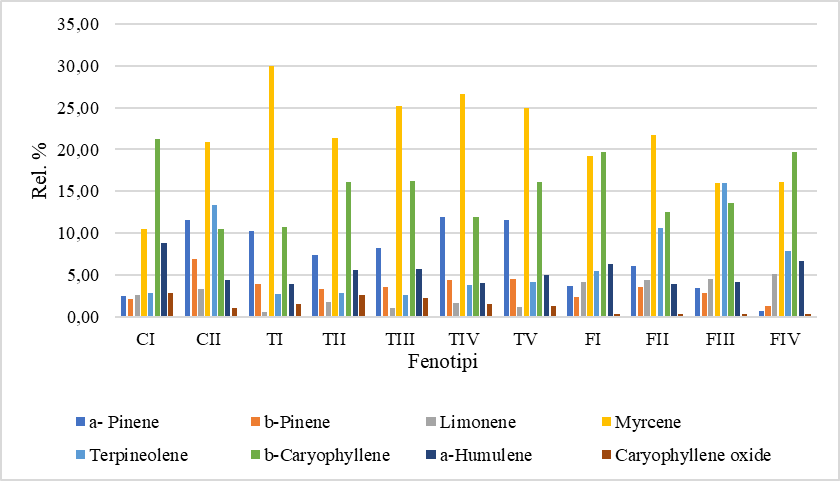 35,00
30,00
25,00
20,00
15,00
10,00
5,00
0,00
Rel. %
CI CII TI TII TIII TIV TV FI FII FIII FIV
Fenotipi
a- Pinene b-Pinene Limonene Myrcene
Terpineolene b-Caryophyllene a-Humulene Caryophyllene oxide